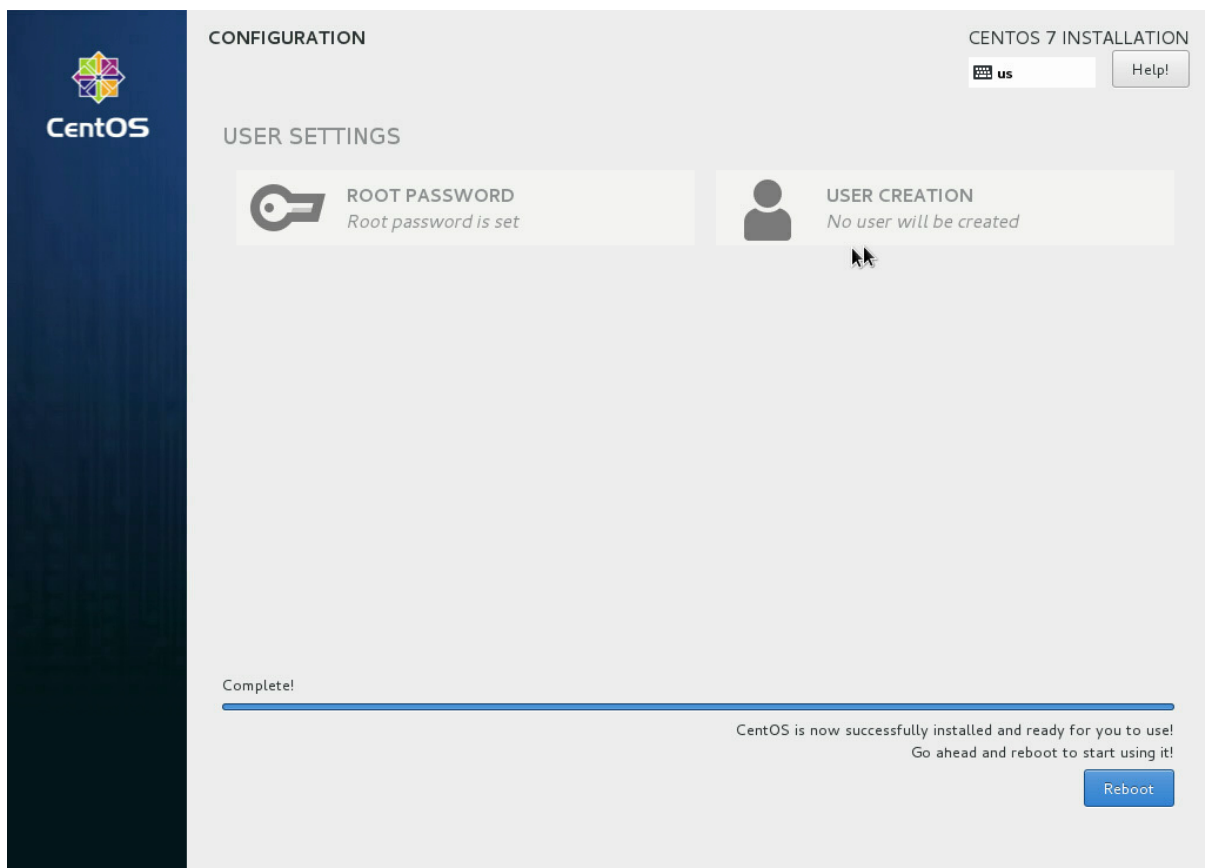 CentOS
CONFIGURATION
CENTOS 7 INSTALLATION
us
Help!
USER SETTINGS
ROOT PASSWORD
Root password is set
USER CREATION
No user will be created
Complete!
CentOS is now successfully installed and ready for you to use!
Go ahead and reboot to start using it!
Reboot